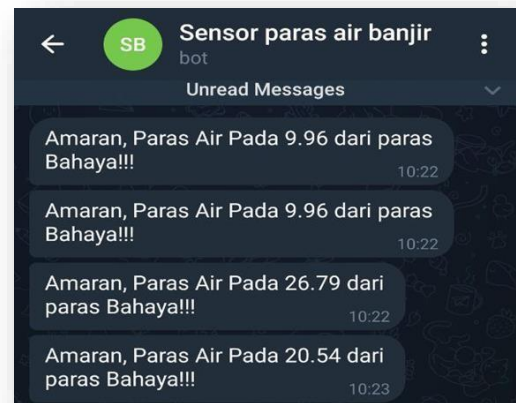 SB
Sensor paras air banjir
bot
Unread Messages
Amaran, Paras Air Pada 9.96 dari paras
Bahaya!!!
10:22
Amaran, Paras Air Pada 9.96 dari paras
Bahaya!!!
10:22
Amaran, Paras Air Pada 26.79 dari
paras Bahaya!!!
10:22
Amaran, Paras Air Pada 20.54 dari
paras Bahaya!!!
10:23